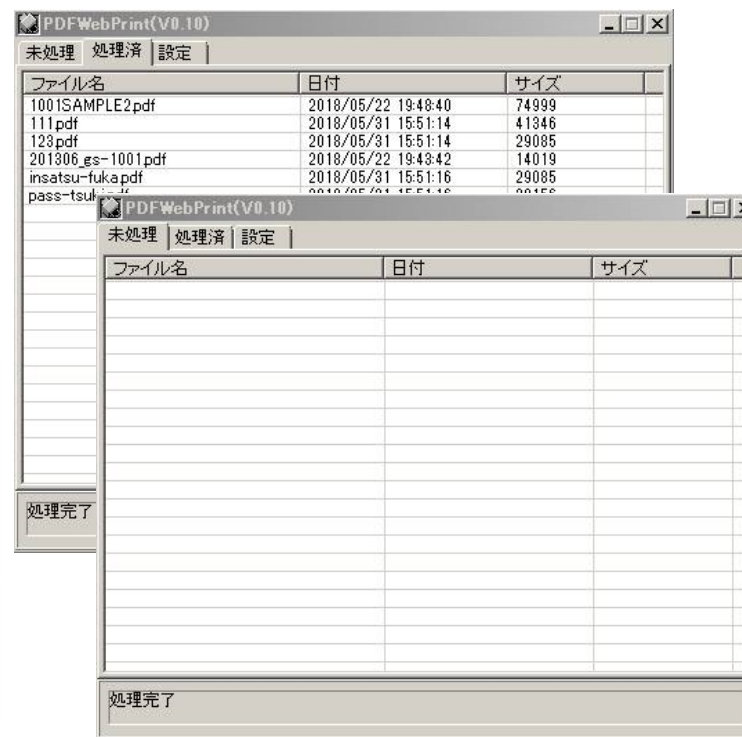 PDFWebPrint(V0.10)
未処理 処理済 設定
ファイル名 日付 サイズ
1001SAMPLE2.pdf 2018/05/22 19:48:40 74999
111.pdf 2018/05/31 15:51:14 41346
123.pdf 2018/05/31 15:51:14 29085
201306_gs-1001.pdf 2018/05/22 19:43:42 14019
insatsu-fuka.pdf 2018/05/31 15:51:16 29085
処理完了
PDFWebPrint(V0.10)
未処理 処理済 設定
ファイル名 日付 サイズ
処理完了